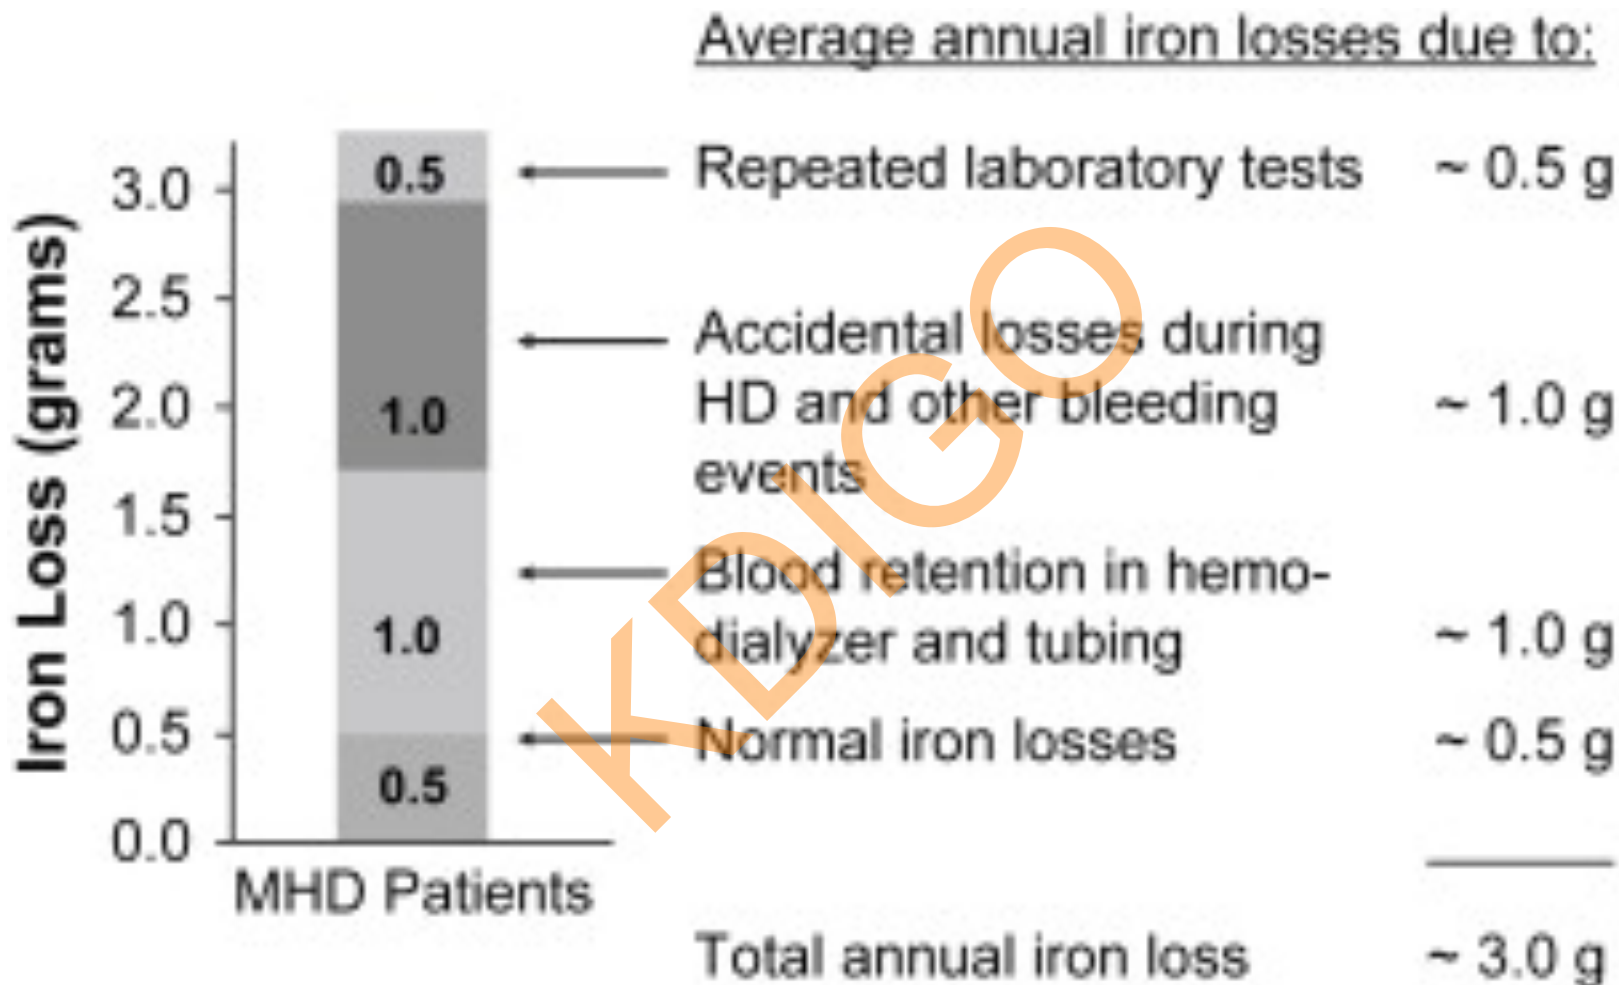 Average annual iron losses due to:
Iron Loss (grams)
3.0
2.5
2.0
1.5
1.0
0.5
0.0
0.5
1.0
1.0
0.5
MHD Patients
Repeated laboratory tests ~ 0.5 g
Accidental losses during
HD and other bleeding ~ 1.0 g
events
Blood retention in hemo-
dialyzer and tubing ~ 1.0 g
Normal iron losses ~ 0.5 g
Total annual iron loss ~ 3.0 g
KDIGO